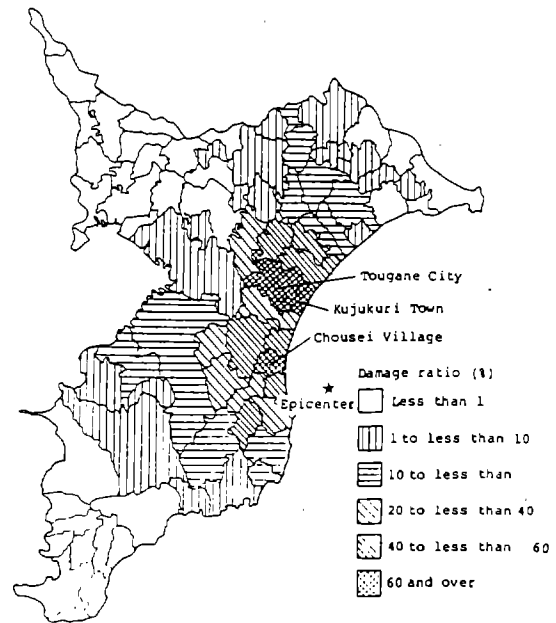 Tougane City
Kujukuri Town
Chousei Village
Damage ratio (%)
Epicenter
Less than 1
1 to less than 10
10 to less than
20 to less than 40
40 to less than 60
60 and over